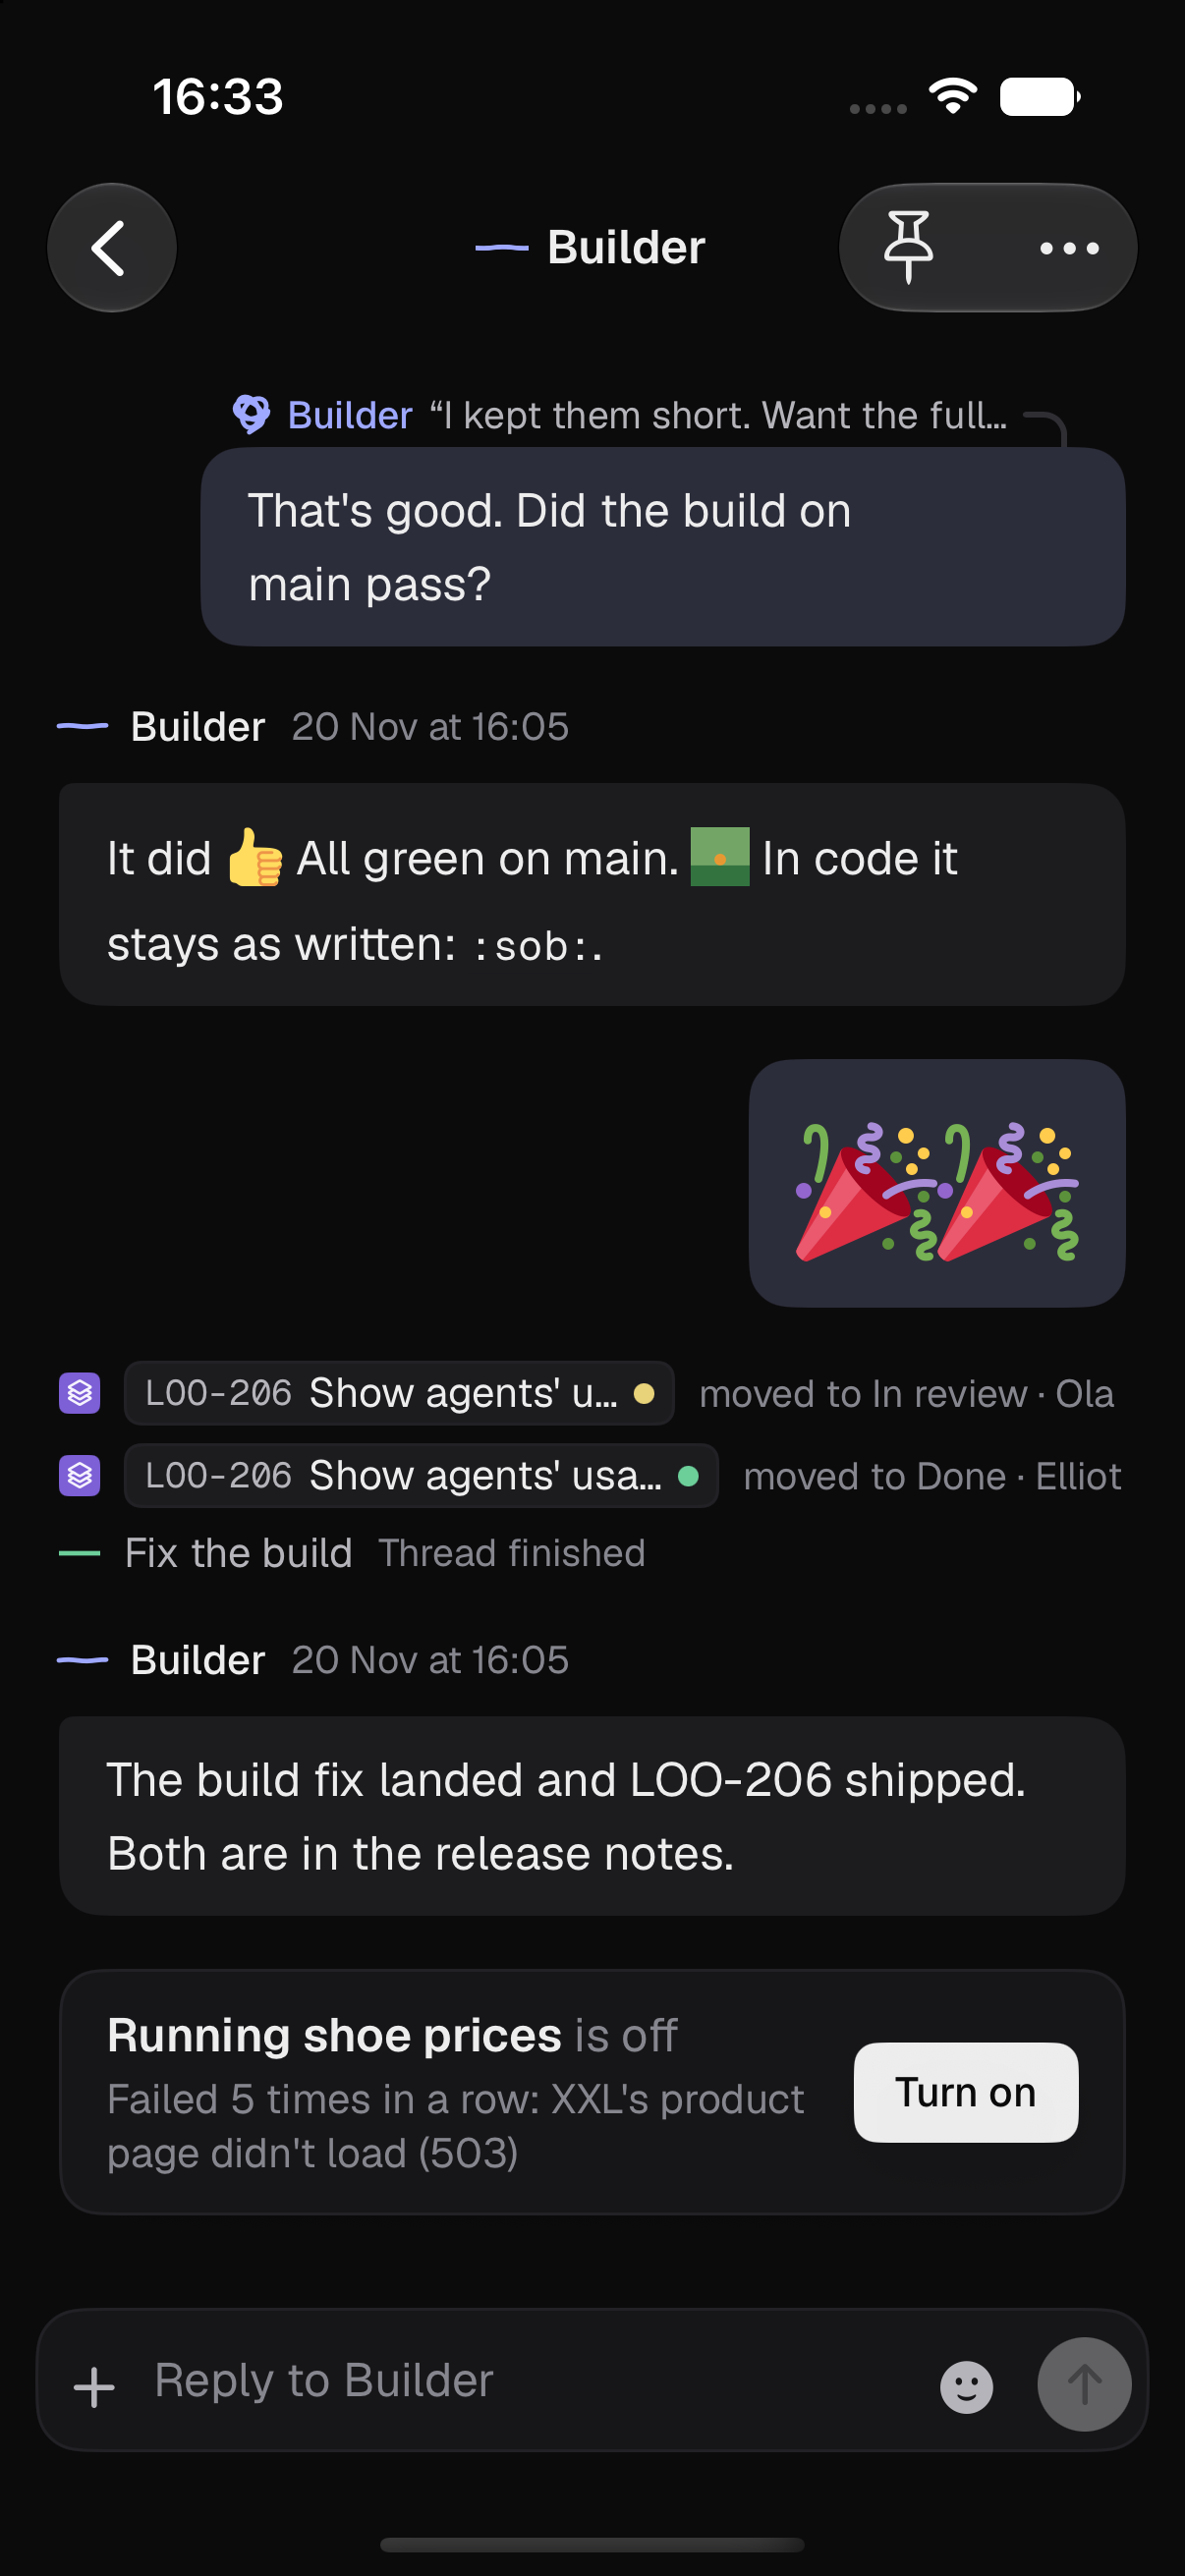 16:33
Builder
Builder “I kept them short. Want the full…
That's good. Did the build on
main pass?
Builder 20 Nov at 16:05
It did 👍 All green on main. In code it
stays as written: :sob:.
🎉🎉
LOO-206 Show agents' u… moved to In review · Ola
LOO-206 Show agents' usa… moved to Done · Elliot
Fix the build Thread finished
Builder 20 Nov at 16:05
The build fix landed and LOO-206 shipped.
Both are in the release notes.
Running shoe prices is off
Failed 5 times in a row: XXL's product
page didn't load (503)
Turn on
Reply to Builder